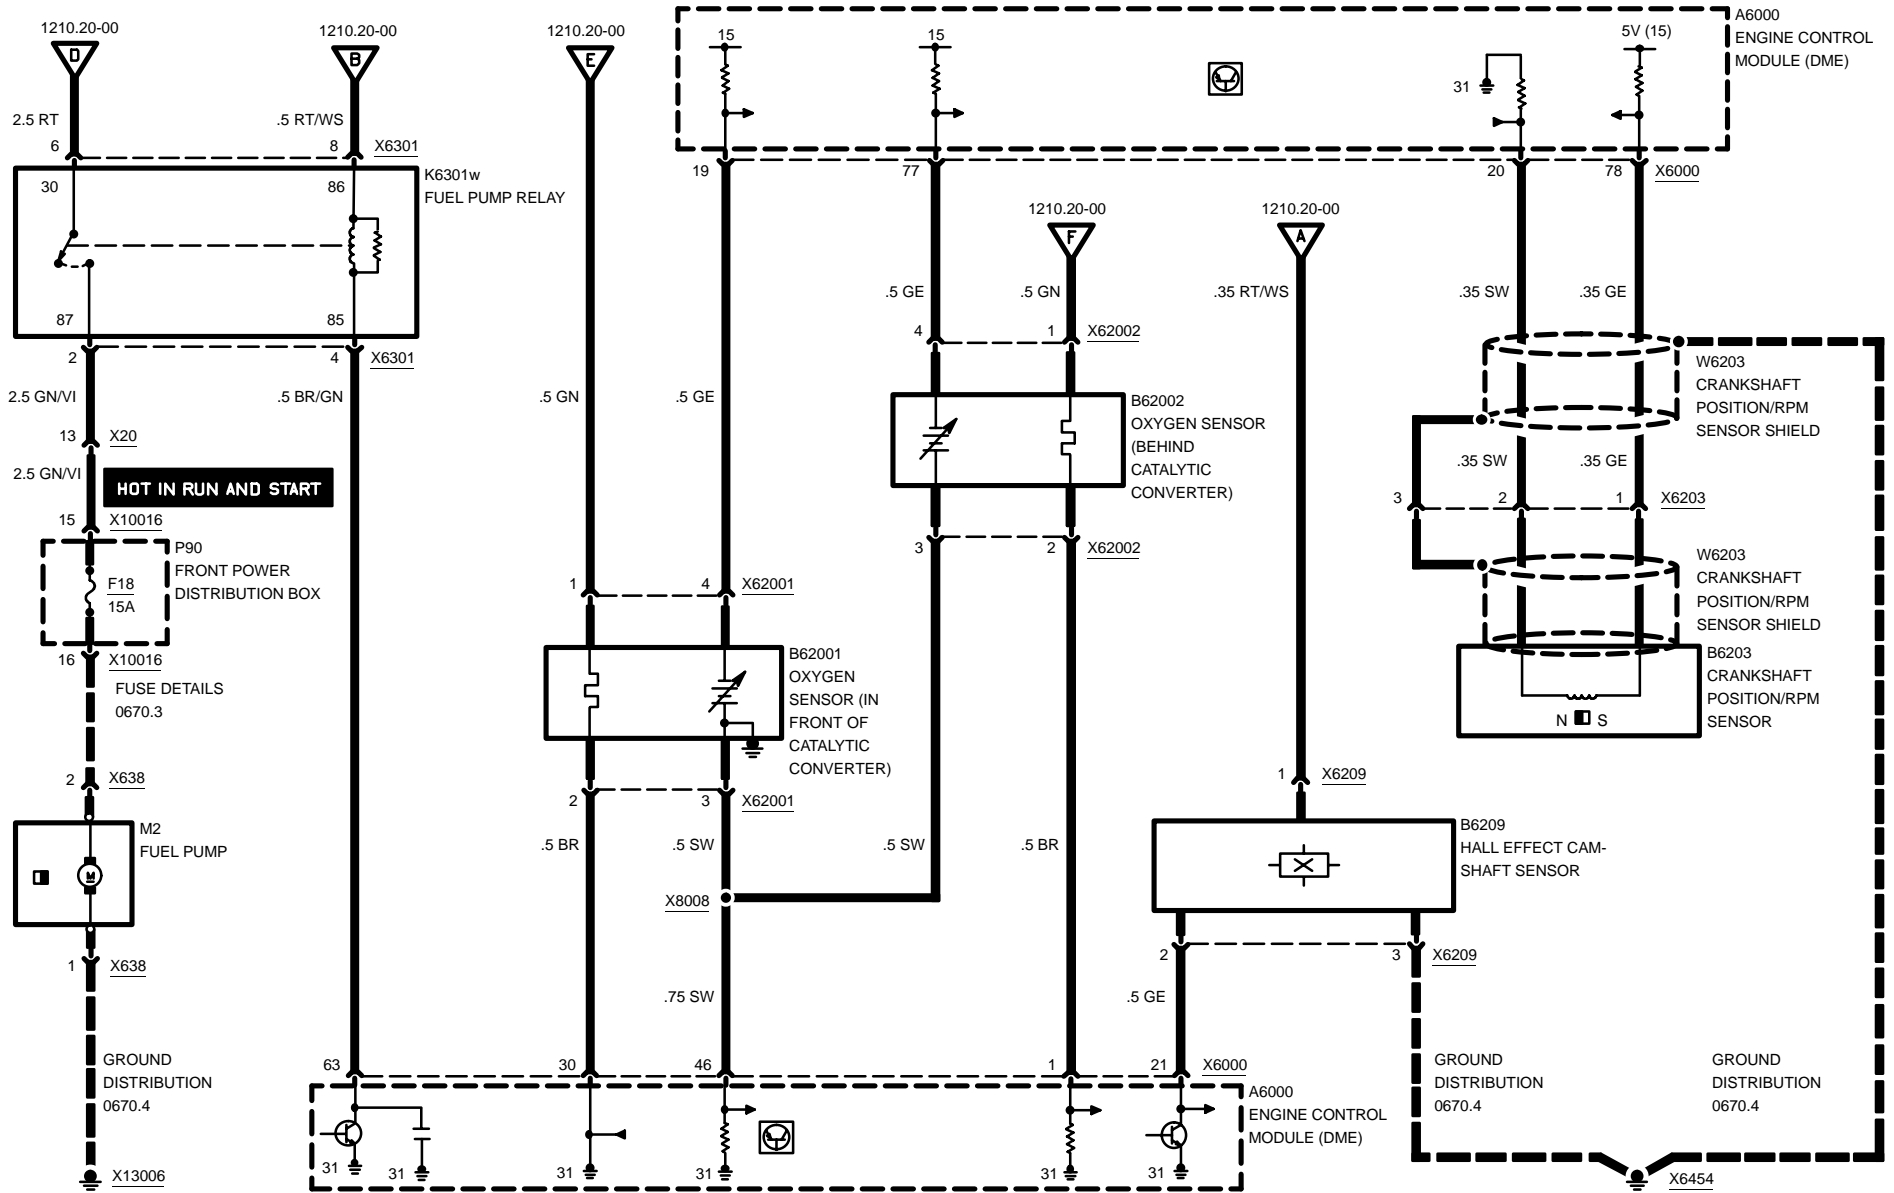 1210.20-00
1210.20-00
1210.20-00
D
B
E
2.5 RT
.5 RT/WS
6
8
X6301
K6301w
FUEL PUMP RELAY
30
86
87
85
2
4
X6301
2.5 GN/VI
.5 BR/GN
13
X20
2.5 GN/VI
HOT IN RUN AND START
15
X10016
P90
FRONT POWER
DISTRIBUTION BOX
F18
15A
16
X10016
FUSE DETAILS
0670.3
2
X638
M2
FUEL PUMP
M
1
X638
GROUND
DISTRIBUTION
0670.4
X13006
A6000
ENGINE CONTROL
MODULE (DME)
15
15
31
5V (15)
19
77
20
78
X6000
1210.20-00
1210.20-00
F
A
.5 GE
.5 GN
.35 RT/WS
.35 SW
.35 GE
4
1
X62002
.5 GN
.5 GE
B62002
OXYGEN SENSOR
(BEHIND
CATALYTIC
CONVERTER)
3
2
X62002
W6203
CRANKSHAFT
POSITION/RPM
SENSOR SHIELD
.35 SW
.35 GE
3
2
1
X6203
W6203
CRANKSHAFT
POSITION/RPM
SENSOR SHIELD
B6203
CRANKSHAFT
POSITION/RPM
SENSOR
N
S
1
4
X62001
B62001
OXYGEN
SENSOR (IN
FRONT OF
CATALYTIC
CONVERTER)
2
3
X62001
.5 BR
.5 SW
.5 SW
.5 BR
X8008
.75 SW
1
X6209
B6209
HALL EFFECT CAM-
SHAFT SENSOR
2
3
X6209
.5 GE
63
30
46
1
21
X6000
A6000
ENGINE CONTROL
MODULE (DME)
31
31
31
31
31
31
GROUND
DISTRIBUTION
0670.4
GROUND
DISTRIBUTION
0670.4
X6454